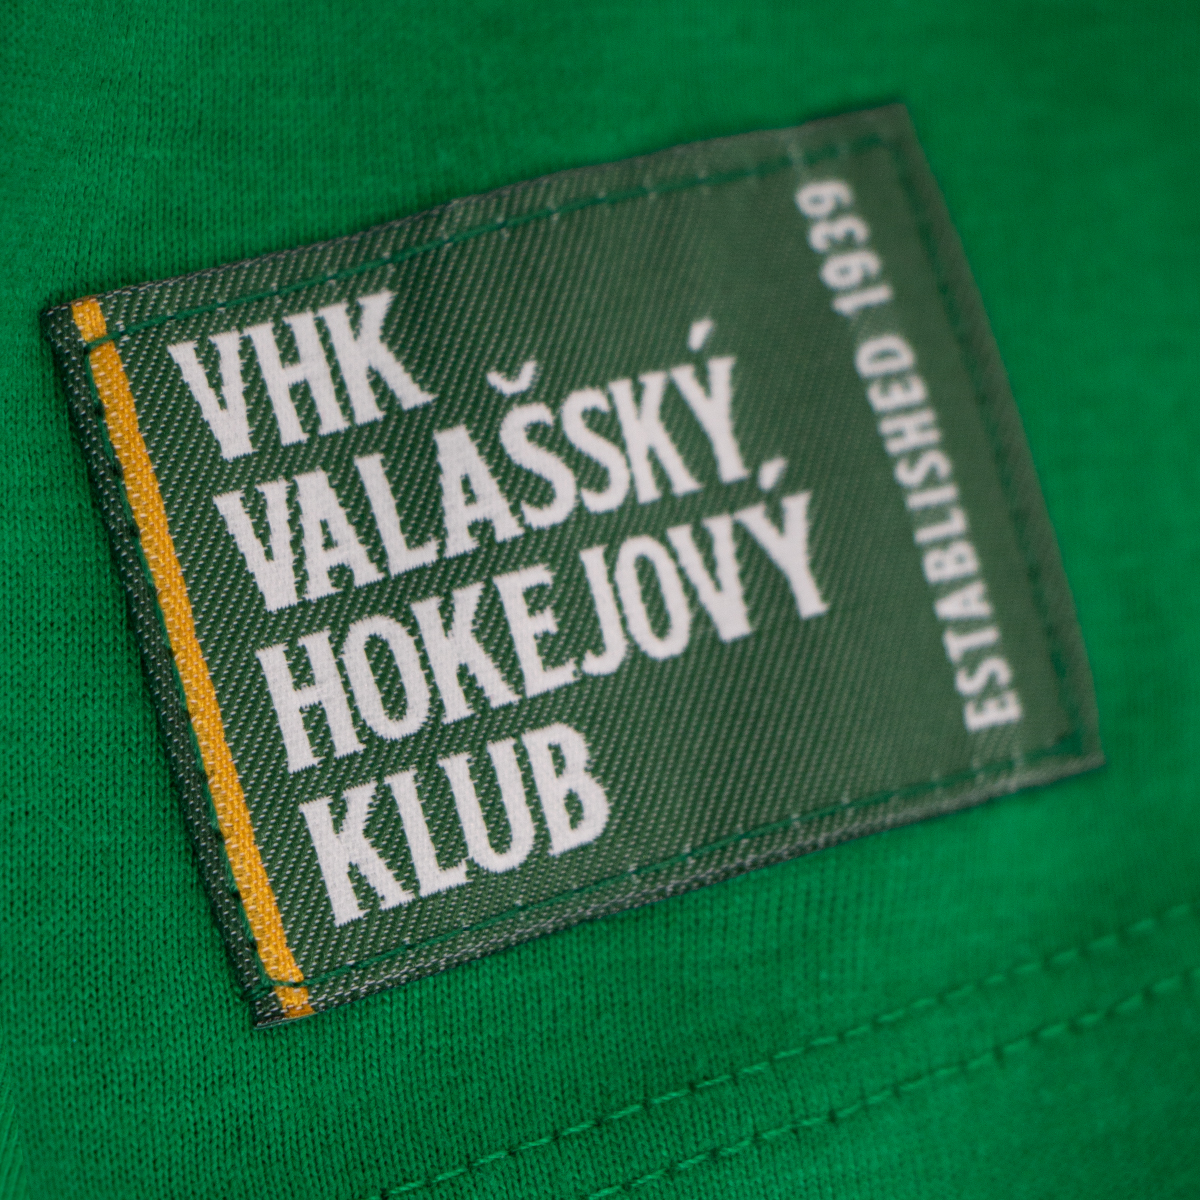 VHK
VALAŠSKÝ
HOKEJOVÝ
KLUB
ESTABLISHED 1939